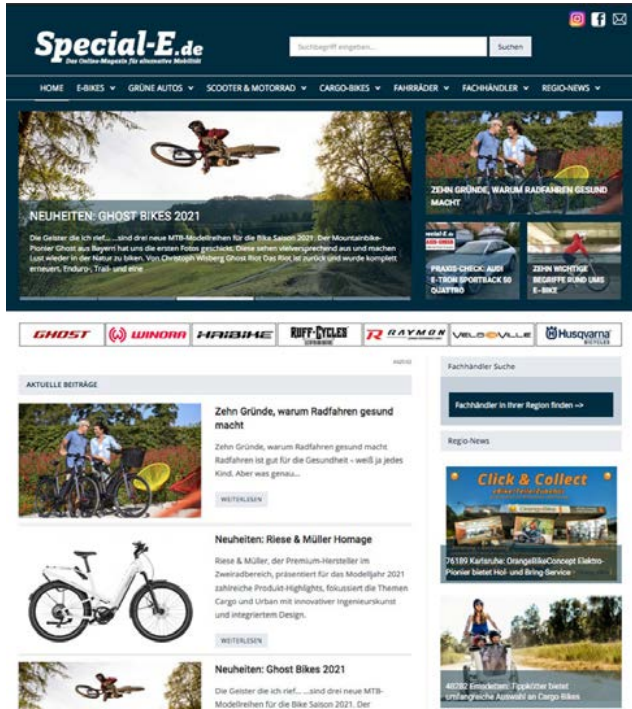 Special-E.de
Das Online-Magazin für alternative Mobilität
Suchbegriff eingeben...
Suchen
HOME E-BIKES GRÜNE AUTOS SCOOTER & MOTORRAD CARGO-BIKES FAHRRÄDER FACHHÄNDLER REGIO-NEWS
NEUHEITEN: GHOST BIKES 2021
Die Geister die ich rief... ...sind drei neue MTB-Modellreihen für die Bike Saison 2021. Der Mountainbike-
Pionier Ghost aus Bayern hat uns die ersten Fotos geschickt. Diese sehen vielversprechend aus und machen
Lust wieder in der Natur zu biken. Von Christoph Wisberg Ghost Riot Das Riot ist zurück und wurde komplett
erneuert. Enduro-, Trail- und eine
ZEHN GRÜNDE, WARUM RADFAHREN GESUND
MACHT
PRAXIS-CHECK: AUDI
E-TRON SPORTBACK 50
QUATTRO
ZEHN WICHTIGE
BEGRIFFE RUND UMS
E-BIKE
GHOST
WINORA
HAIBIKE
RUFF-CYCLES
RAYMON
VELO VILLE
Husqvarna
BICYCLES
Anzeige
AKTUELLE BEITRÄGE
Zehn Gründe, warum Radfahren gesund
macht
Zehn Gründe, warum Radfahren gesund macht
Radfahren ist gut für die Gesundheit – weiß ja jedes
Kind. Aber was genau...
WEITERLESEN
Neuheiten: Riese & Müller Homage
Riese & Müller, der Premium-Hersteller im
Zweiradbereich, präsentiert für das Modelljahr 2021
zahlreiche Produkt-Highlights, fokussiert die Themen
Cargo und Urban mit innovativer Ingenieurskunst
und integriertem Design.
WEITERLESEN
Neuheiten: Ghost Bikes 2021
Die Geister die ich rief... ...sind drei neue MTB-
Modellreihen für die Bike Saison 2021. Der
Fachhändler Suche
Fachhändler in Ihrer Region finden -->
Regio-News
Click & Collect
76189 Karlsruhe: OrangeBikeConcept Elektro-
Pionier bietet Hol- und Bring-Service
48282 Emsdetten: Tippkötter bietet
umfangreiche Auswahl an Cargo-Bikes